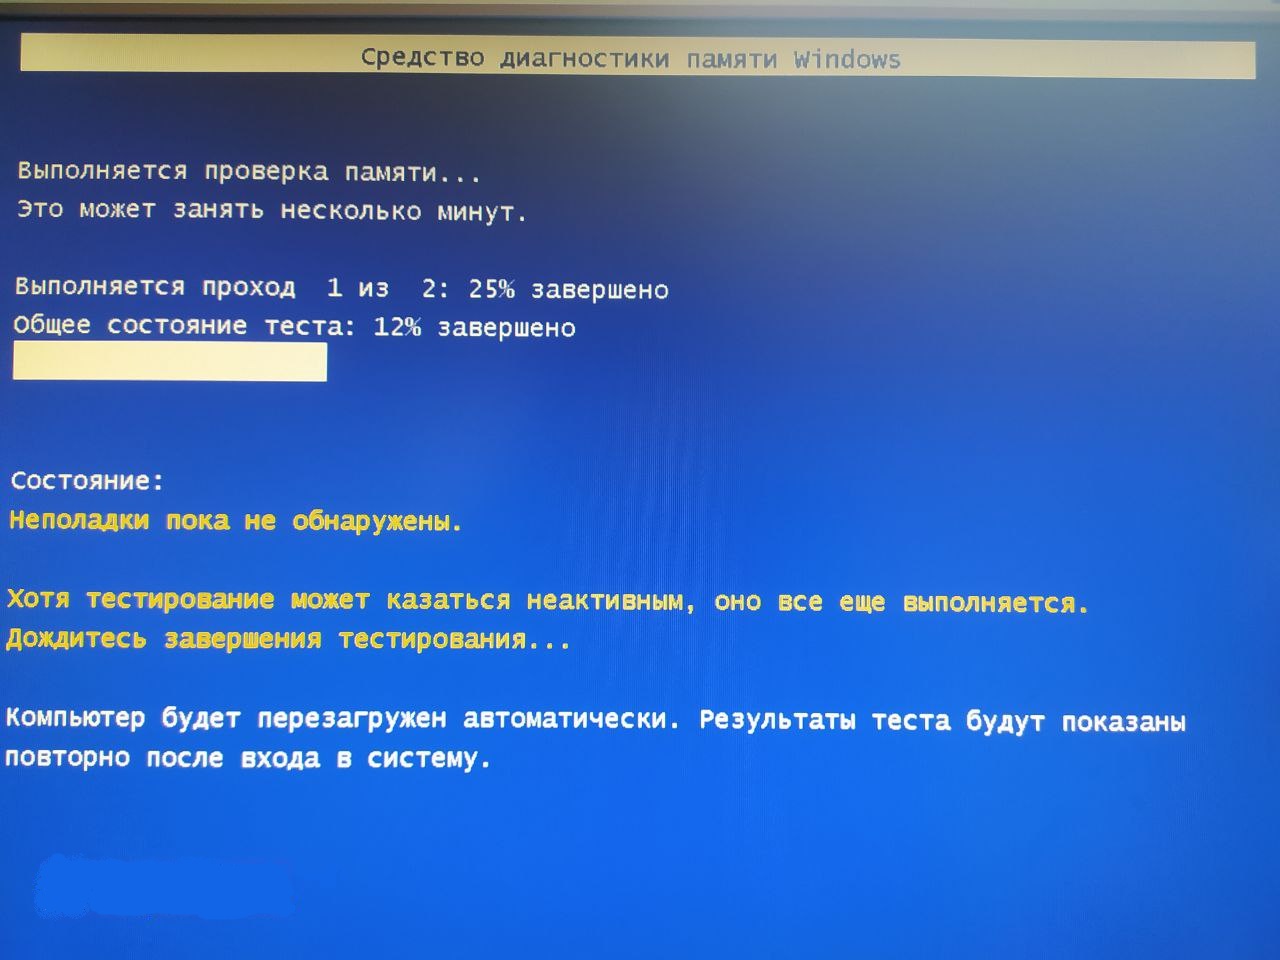 Средство диагностики памяти Windows
Выполняется проверка памяти...
Это может занять несколько минут.
Выполняется проход  1 из  2: 25% завершено
Общее состояние теста: 12% завершено
Состояние:
Неполадки пока не обнаружены.
Хотя тестирование может казаться неактивным, оно все еще выполняется.
Дождитесь завершения тестирования...
Компьютер будет перезагружен автоматически. Результаты теста будут показаны
повторно после входа в систему.